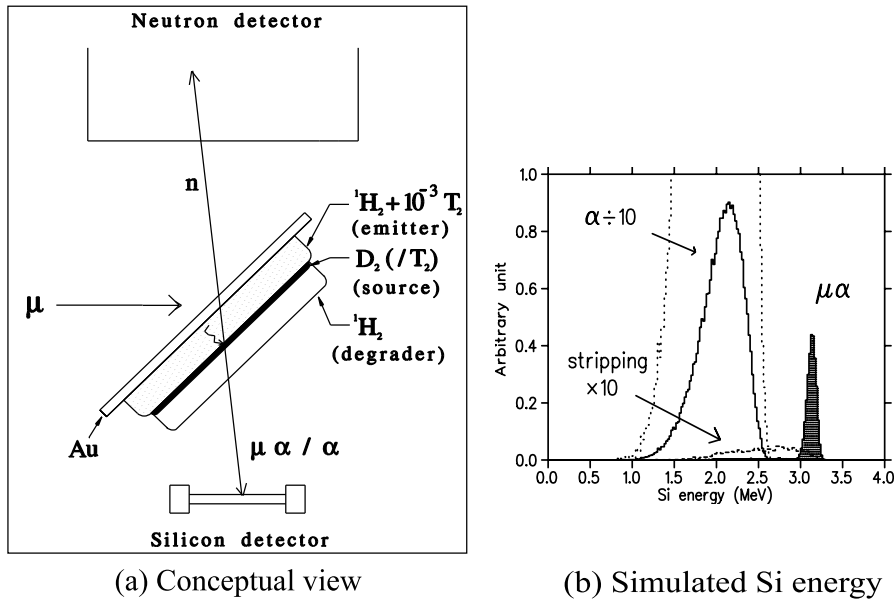 Neutron detector
n
¹H₂+10⁻³ T₂
(emitter)
D₂ (/T₂)
(source)
¹H₂
(degrader)
μ
Au
μ α / α
Silicon detector
(a) Conceptual view
1.0
0.8
0.6
0.4
0.2
0.0
Arbitrary unit
α÷10
μα
stripping
×10
0.0 0.5 1.0 1.5 2.0 2.5 3.0 3.5 4.0
Si energy (MeV)
(b) Simulated Si energy